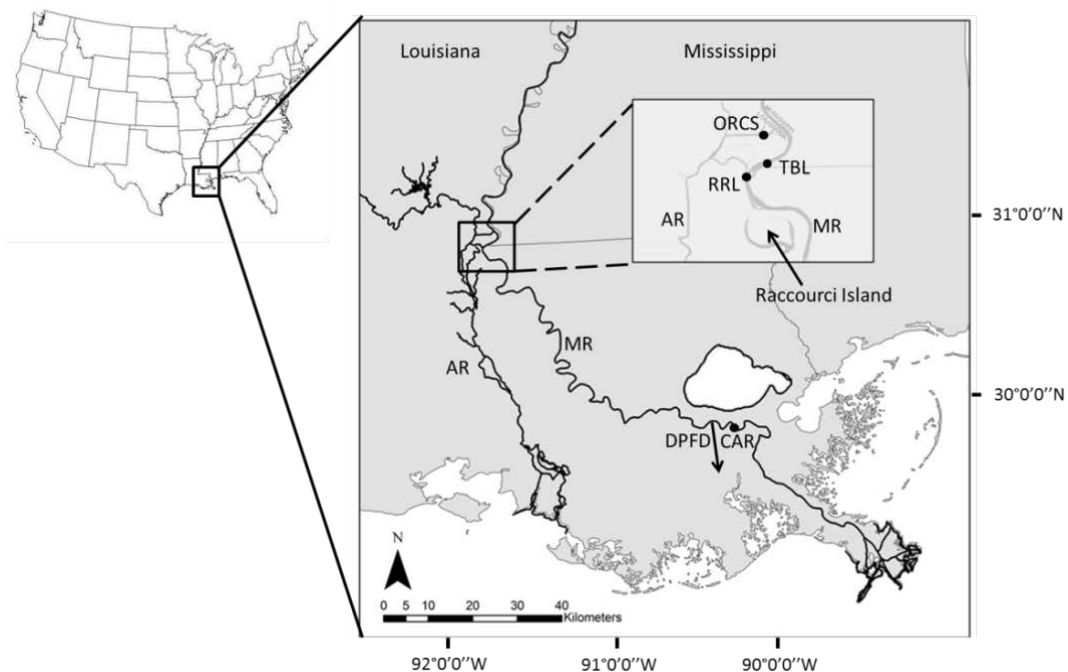 Louisiana
Mississippi
ORCS
TBL
RRL
AR
MR
Raccourci Island
31°0'0''N
MR
AR
30°0'0''N
DPFD
CAR
N
0 5 10 20 30 40
Kilometers
92°0'0''W
91°0'0''W
90°0'0''W